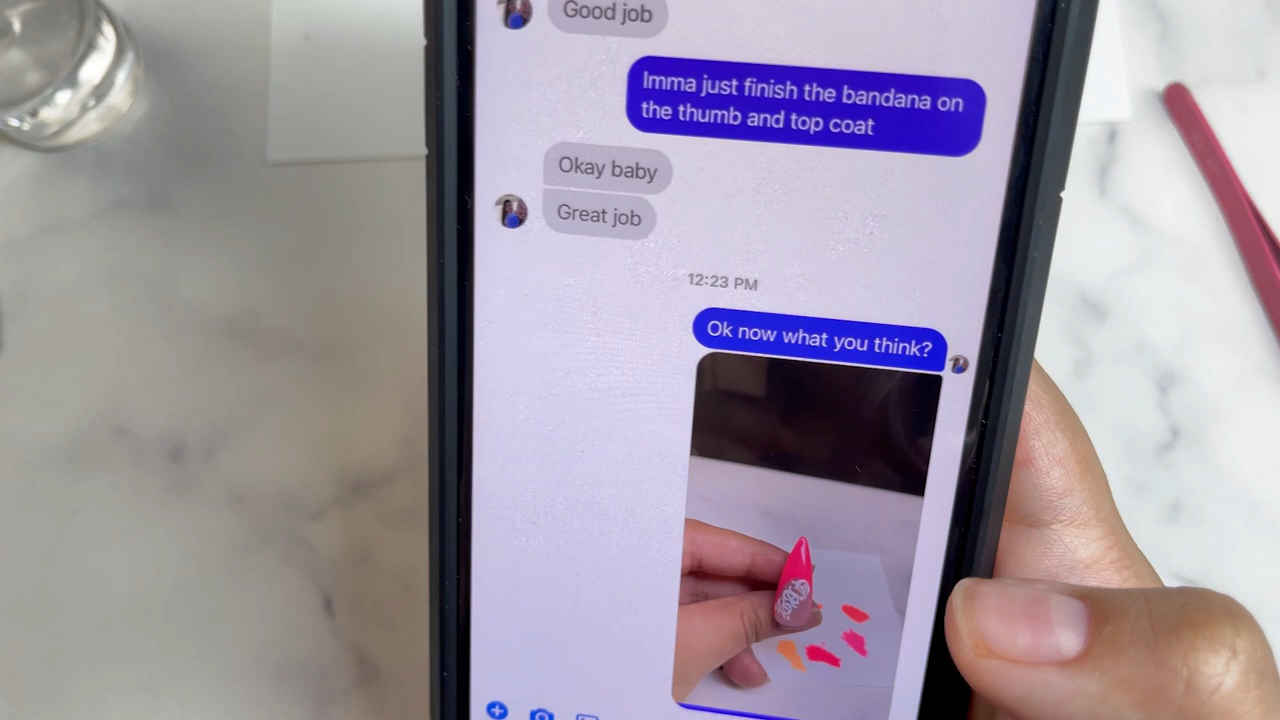 Good job
Imma just finish the bandana on
the thumb and top coat
Okay baby
Great job
12:23 PM
Ok now what you think?